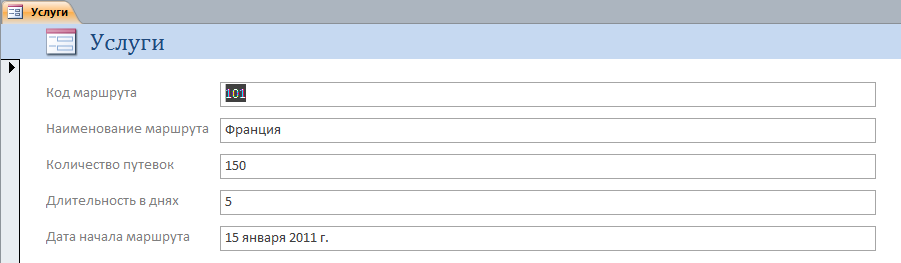 Услуги
Услуги
Код маршрута 101
Наименование маршрута Франция
Количество путевок 150
Длительность в днях 5
Дата начала маршрута 15 января 2011 г.